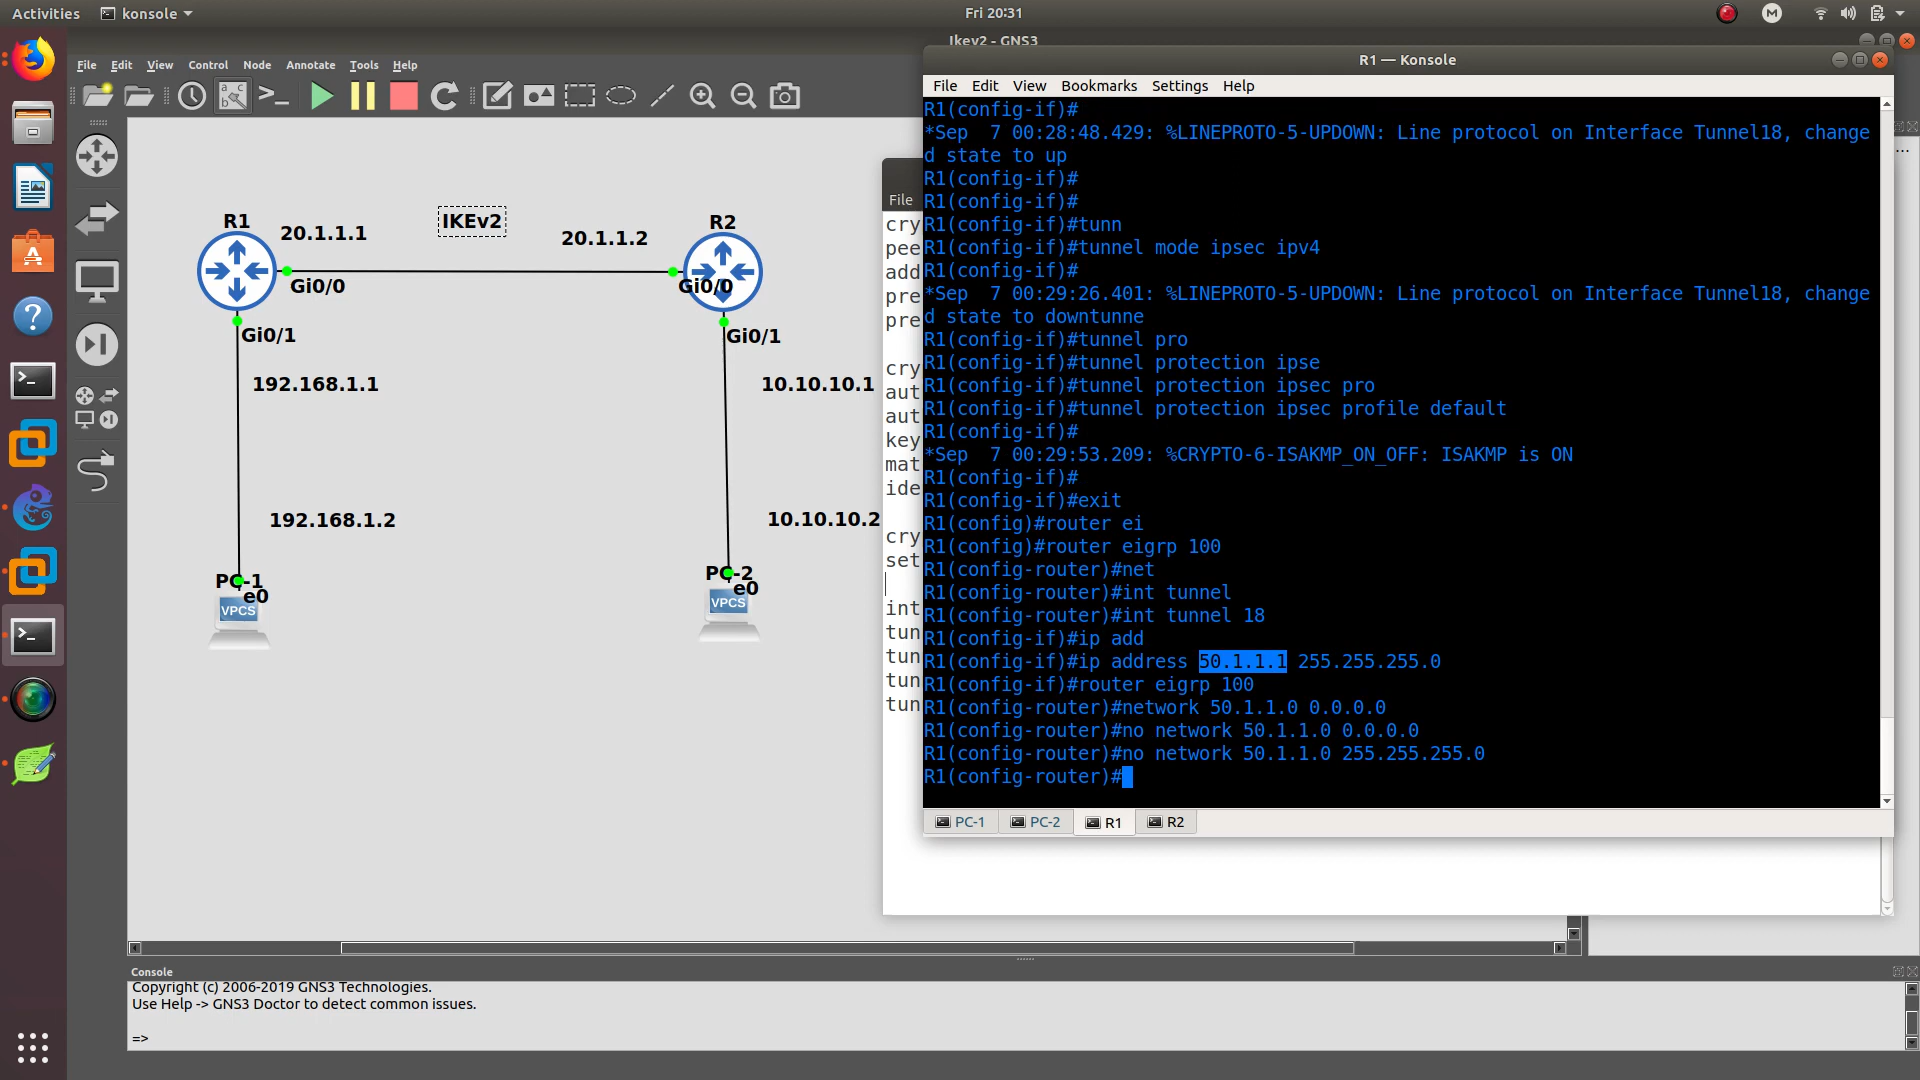 Activities
konsole
Fri 20:31
M
Ikev2 - GNS3
File Edit View Control Node Annotate Tools Help
R1
20.1.1.1
IKEv2
20.1.1.2
R2
Gi0/0
Gi0/0
Gi0/1
Gi0/1
192.168.1.1
10.10.10.1
192.168.1.2
10.10.10.2
PC-1
e0
VPCS
PC-2
e0
VPCS
File
cry
pee
add
pre
pre
cry
aut
aut
key
mat
ide
cry
set
int
tun
tun
tun
tun
R1 — Konsole
File Edit View Bookmarks Settings Help
R1(config-if)#
*Sep  7 00:28:48.429: %LINEPROTO-5-UPDOWN: Line protocol on Interface Tunnel18, change
d state to up
R1(config-if)#
R1(config-if)#
R1(config-if)#tunn
R1(config-if)#tunnel mode ipsec ipv4
R1(config-if)#
*Sep  7 00:29:26.401: %LINEPROTO-5-UPDOWN: Line protocol on Interface Tunnel18, change
d state to downtunne
R1(config-if)#tunnel pro
R1(config-if)#tunnel protection ipse
R1(config-if)#tunnel protection ipsec pro
R1(config-if)#tunnel protection ipsec profile default
R1(config-if)#
*Sep  7 00:29:53.209: %CRYPTO-6-ISAKMP_ON_OFF: ISAKMP is ON
R1(config-if)#
R1(config-if)#exit
R1(config)#router ei
R1(config)#router eigrp 100
R1(config-router)#net
R1(config-router)#int tunnel
R1(config-router)#int tunnel 18
R1(config-if)#ip add
R1(config-if)#ip address 50.1.1.1 255.255.255.0
R1(config-if)#router eigrp 100
R1(config-router)#network 50.1.1.0 0.0.0.0
R1(config-router)#no network 50.1.1.0 0.0.0.0
R1(config-router)#no network 50.1.1.0 255.255.255.0
R1(config-router)#
PC-1 PC-2 R1 R2
Console
Copyright (c) 2006-2019 GNS3 Technologies.
Use Help -> GNS3 Doctor to detect common issues.
=>